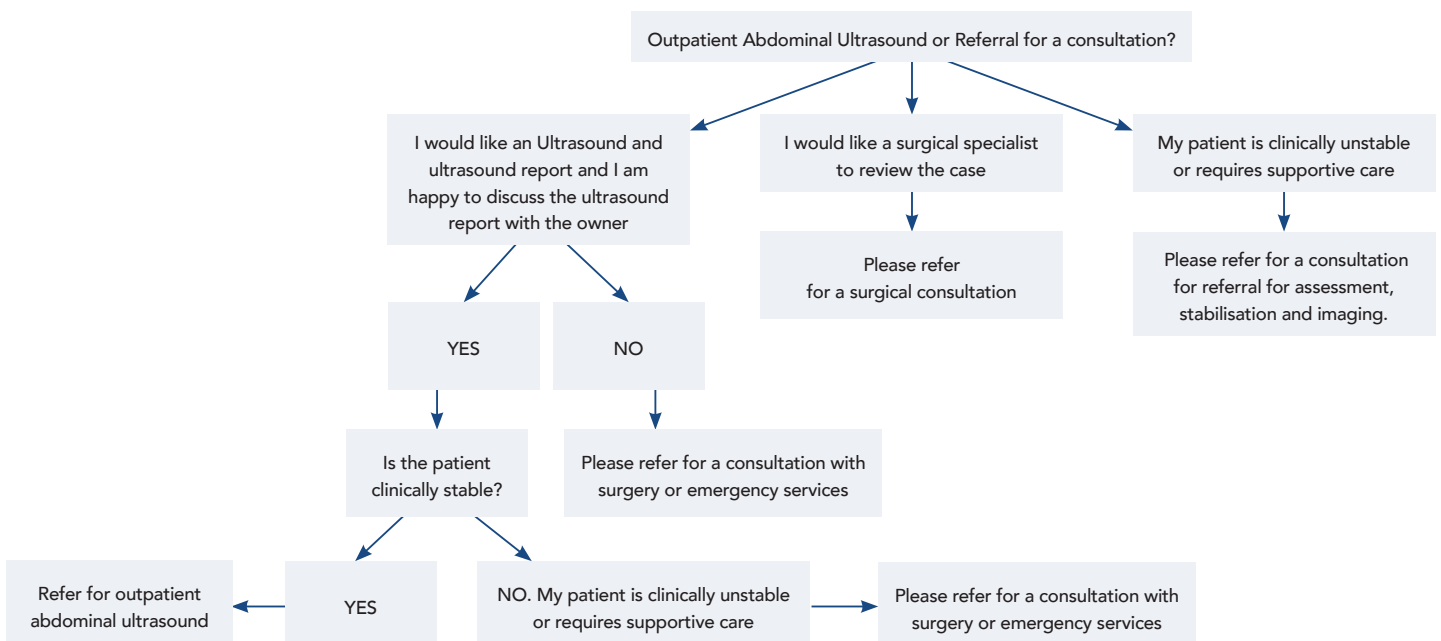 Outpatient Abdominal Ultrasound or Referral for a consultation?
I would like an Ultrasound and
ultrasound report and I am
happy to discuss the ultrasound
report with the owner
I would like a surgical specialist
to review the case
My patient is clinically unstable
or requires supportive care
Please refer
for a surgical consultation
Please refer for a consultation
for referral for assessment,
stabilisation and imaging.
YES
NO
Is the patient
clinically stable?
Please refer for a consultation with
surgery or emergency services
Refer for outpatient
abdominal ultrasound
YES
NO. My patient is clinically unstable
or requires supportive care
Please refer for a consultation with
surgery or emergency services